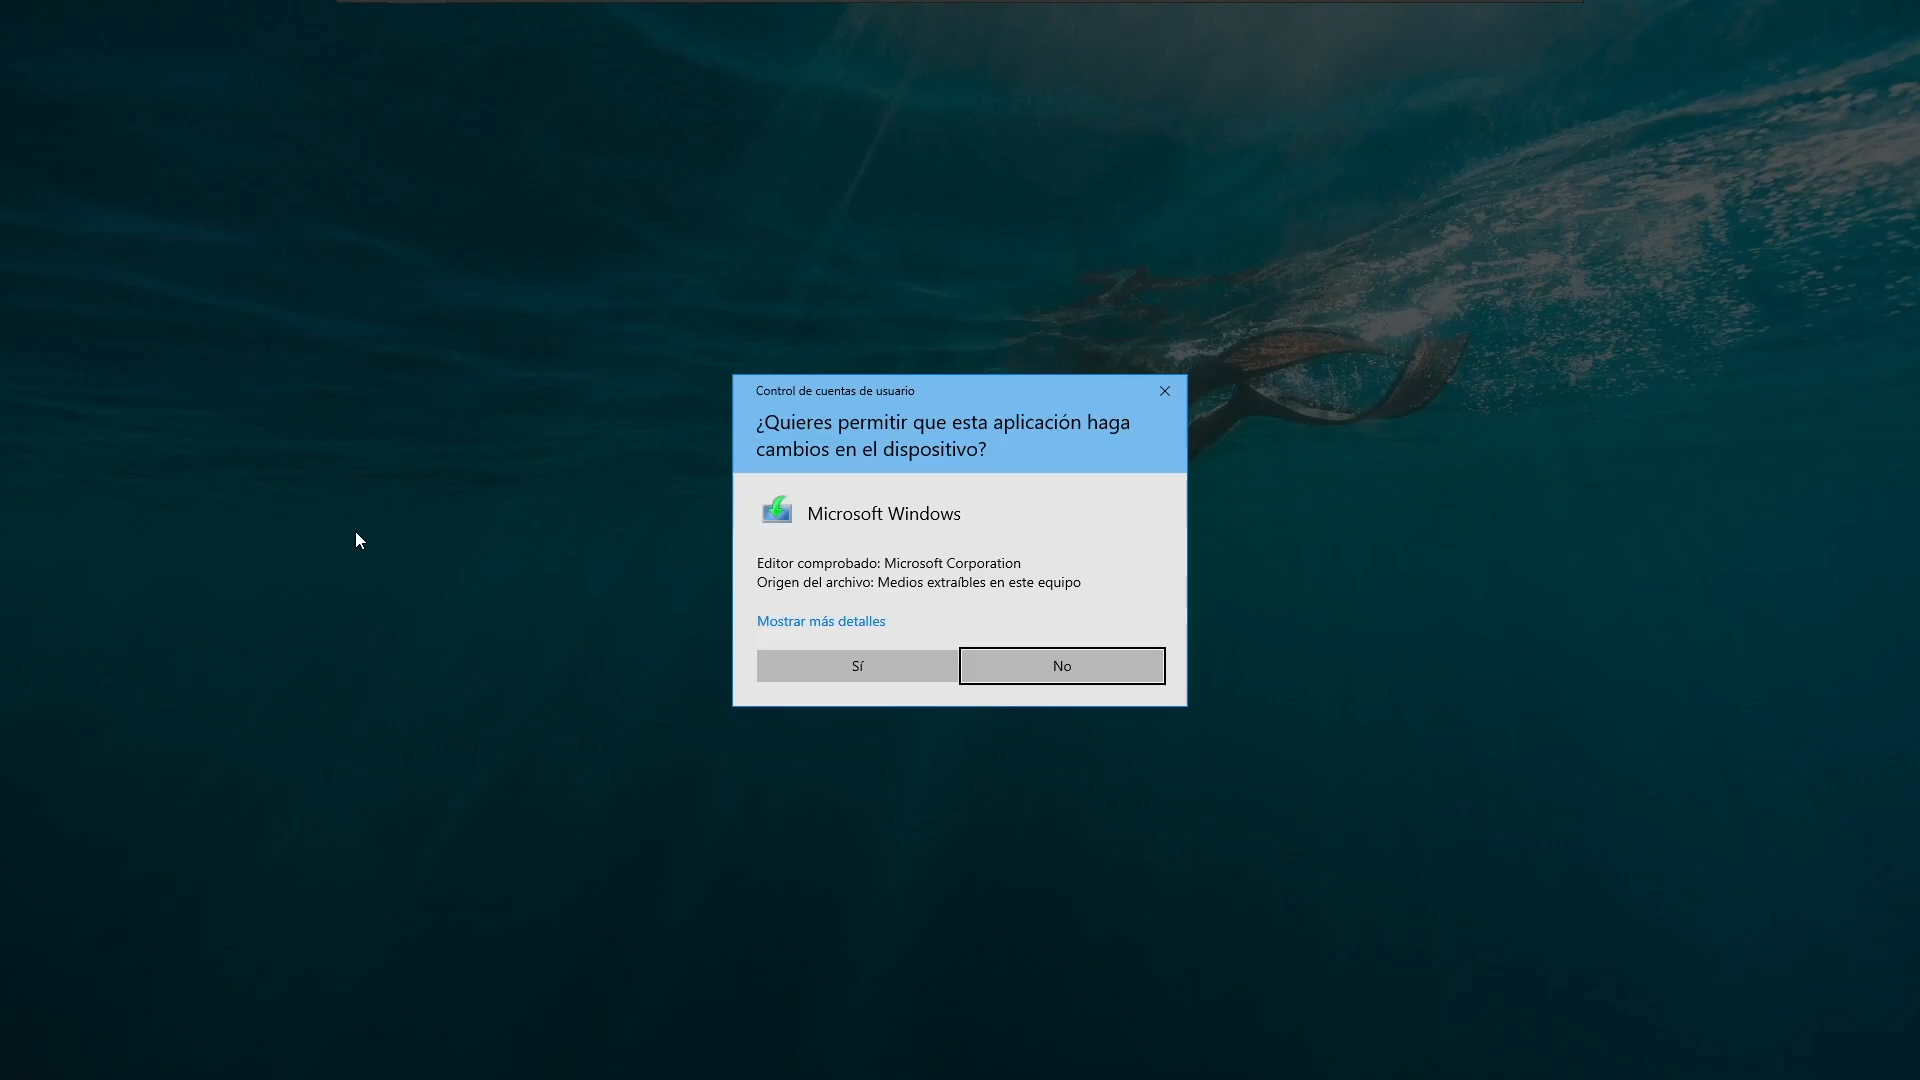 Control de cuentas de usuario
¿Quieres permitir que esta aplicación haga
cambios en el dispositivo?
Microsoft Windows
Editor comprobado: Microsoft Corporation
Origen del archivo: Medios extraíbles en este equipo
Mostrar más detalles
Sí
No